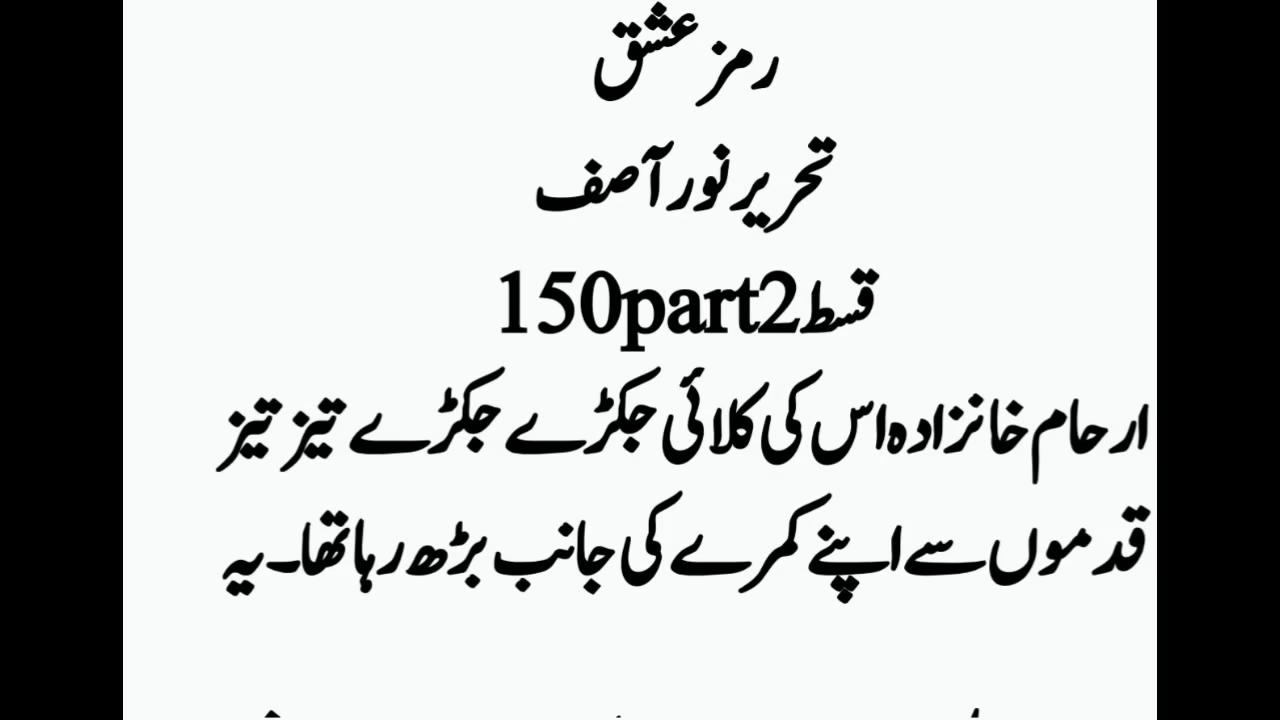 رمز عشق
تحریر نور آصف
قسط150part2
ارحام خانزادہ اس کی کلائی جکڑے جکڑے تیز تیز
قدموں سے اپنے کمرے کی جانب بڑھ رہا تھا۔ یہ